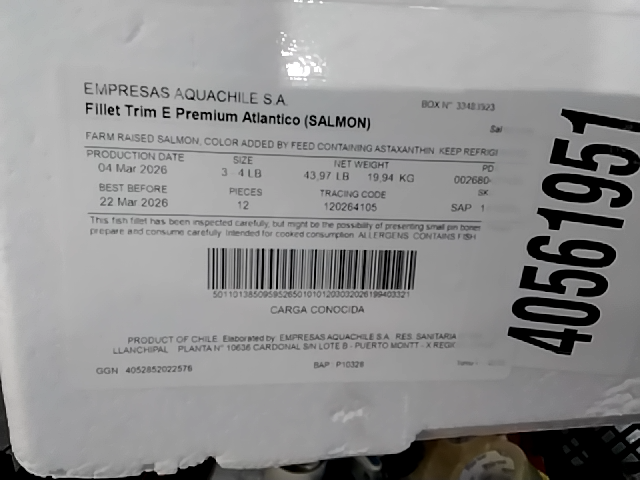 EMPRESAS AQUACHILE S.A.
BOX N°
Fillet Trim E Premium Atlantico (SALMON)
Sal
FARM RAISED SALMON, COLOR ADDED BY FEED CONTAINING ASTAXANTHIN. KEEP REFRIGI
PRODUCTION DATE SIZE NET WEIGHT PD
04 Mar 2026 3 - 4 LB 43,97 LB 19,94 KG 002680-
BEST BEFORE PIECES TRACING CODE SK
22 Mar 2026 12 120264105 SAP 1
This fish fillet has been inspected carefully, but might be the possibility of presenting small pin bones
prepare and consume carefully. Intended for cooked consumption. ALLERGENS: CONTAINS FISH
CARGA CONOCIDA
PRODUCT OF CHILE. Elaborated by: EMPRESAS AQUACHILE S.A. RES. SANITARIA
LLANCHIPAL PLANTA N° 10636 CARDONAL S/N LOTE B - PUERTO MONTT - X REGI
GGN: 4052852022576 BAP: P10328
40561951